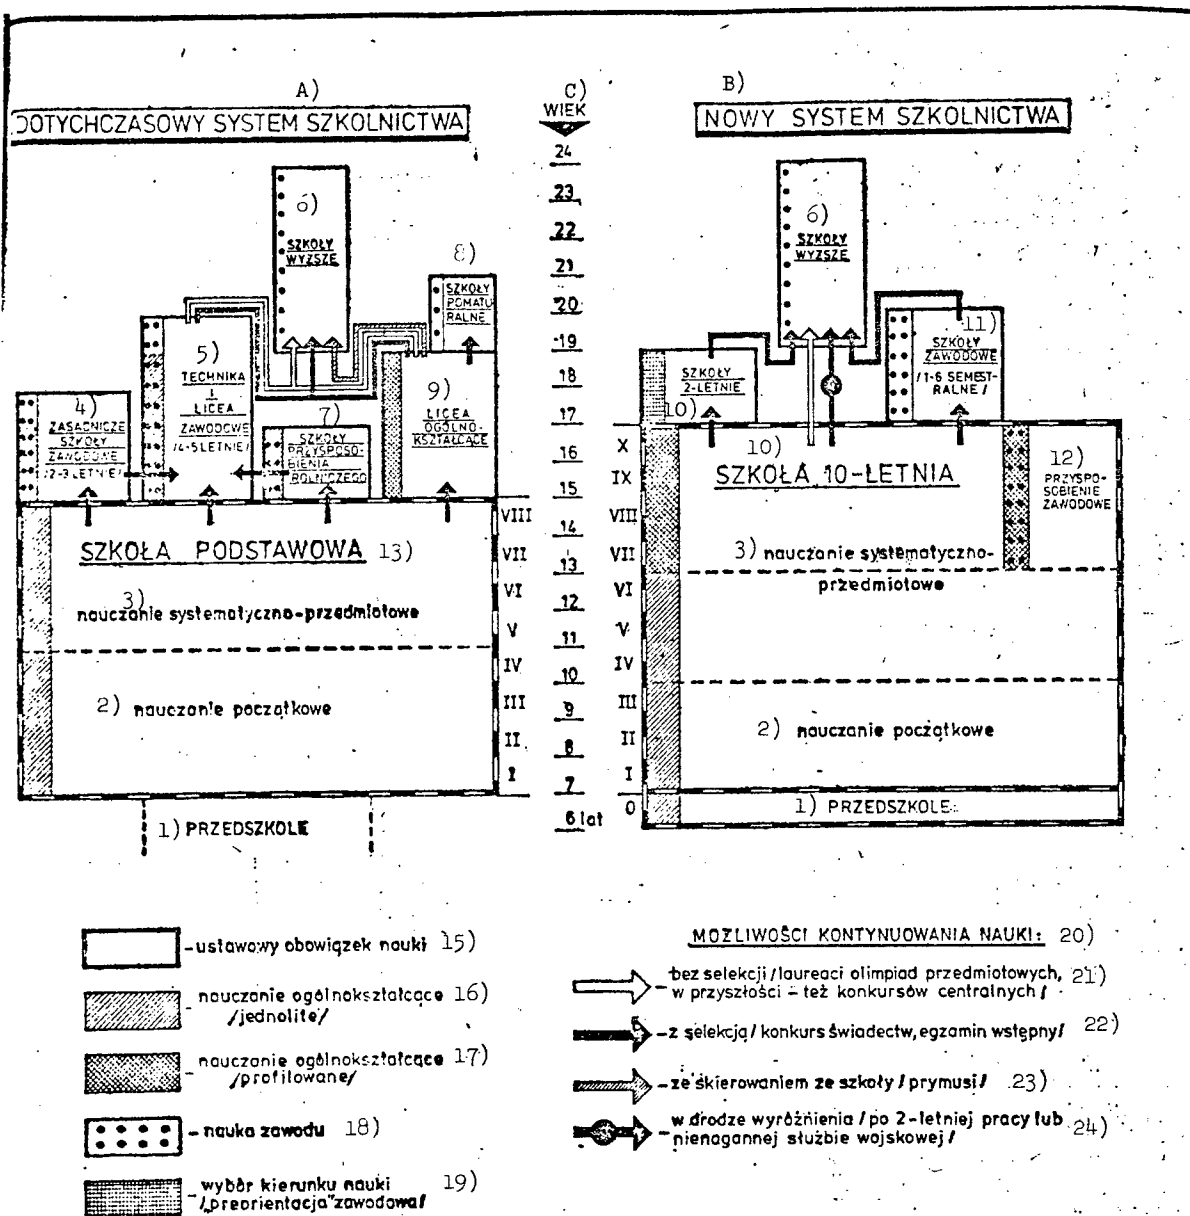 A)
DOTYCHCZASOWY SYSTEM SZKOLNICTWA
C)
WIEK
B)
NOWY SYSTEM SZKOLNICTWA
24
23
22
21
20
19
18
17
16
15
14
13
12
11
10
9
8
7
6 lat
6)
SZKOŁY
WYŻSZE
8)
SZKOŁY
POMATU-
RALNE
5)
TECHNIKA
I
LICEA
ZAWODOWE
/4-5 LETNIE/
4)
ZASADNICZE
SZKOŁY
ZAWODOWE
/2-3 LETNIE/
7)
SZKOŁY
PRZYSPOSO-
BIENIA
ROLNICZEGO
9)
LICEA
OGÓLNO-
KSZTAŁCĄCE
SZKOŁA PODSTAWOWA 13)
3)
nauczanie systematyczno-przedmiotowe
2) nauczanie początkowe
1) PRZEDSZKOLE
VIII
VII
VI
V
IV
III
II
I
6)
SZKOŁY
WYŻSZE
SZKOŁY
2-LETNIE
10)
11)
SZKOŁY
ZAWODOWE
/1-6 SEMEST-
RALNE/
10)
SZKOŁA 10-LETNIA
12)
PRZYSPO-
SOBIENIE
ZAWODOWE
3) nauczanie systematyczno-
przedmiotowe
2) nauczanie początkowe
1) PRZEDSZKOLE
X
IX
VIII
VII
VI
V
IV
III
II
I
0
- ustawowy obowiązek nauki 15)
- nauczanie ogólnokształcące 16)
/jednolite/
- nauczanie ogólnokształcące 17)
/profilowane/
- nauka zawodu 18)
- wybór kierunku nauki 19)
/„preorientacja" zawodowa/
MOŻLIWOŚCI KONTYNUOWANIA NAUKI: 20)
- bez selekcji /laureaci olimpiad przedmiotowych, 21)
w przyszłości - też konkursów centralnych/
- z selekcją /konkurs świadectw, egzamin wstępny/ 22)
- ze skierowaniem ze szkoły /prymusi/ 23)
- w drodze wyróżnienia /po 2-letniej pracy lub 24)
nienagannej służbie wojskowej/